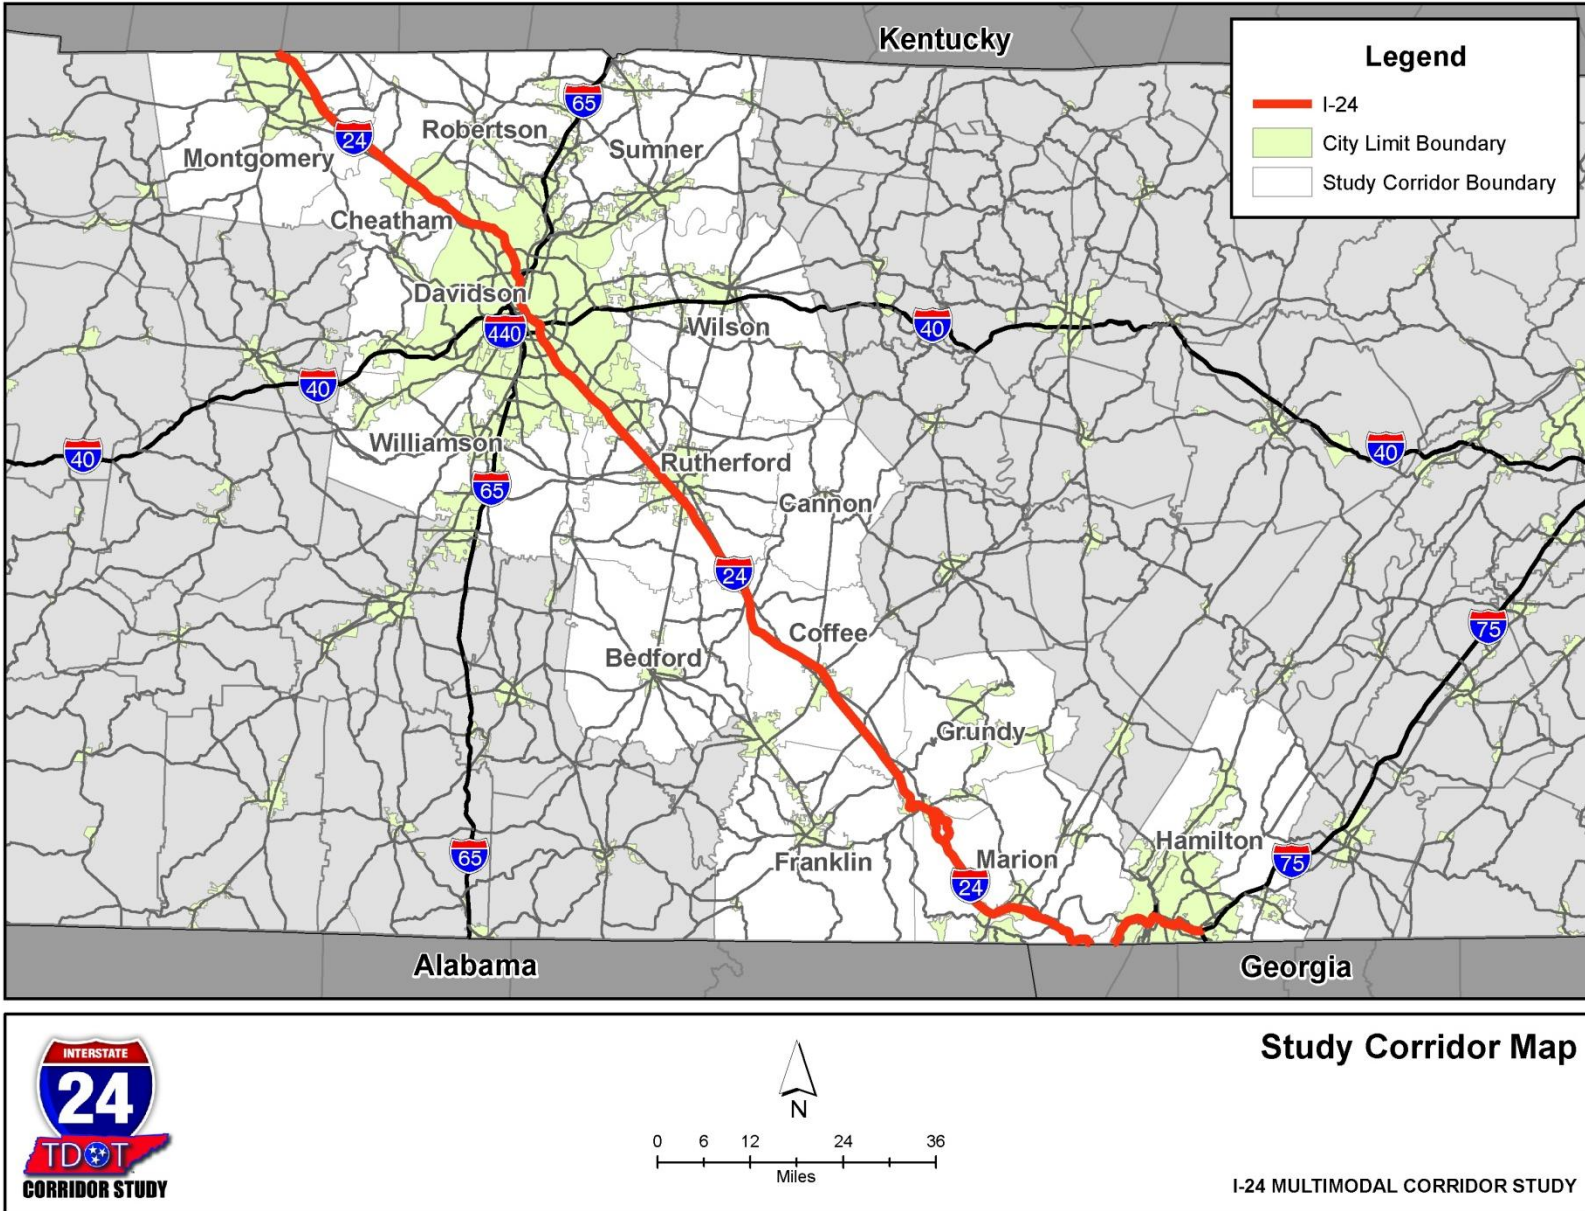 Kentucky
Legend
I-24
City Limit Boundary
Study Corridor Boundary
65
24
Robertson
Sumner
Montgomery
Cheatham
Davidson
440
Wilson
40
40
Williamson
40
65
Rutherford
40
Cannon
24
75
Coffee
Bedford
Grundy
65
Franklin
Marion
24
Hamilton
75
Alabama
Georgia
INTERSTATE
24
TDOT
CORRIDOR STUDY
N
0 6 12 24 36
Miles
Study Corridor Map
I-24 MULTIMODAL CORRIDOR STUDY